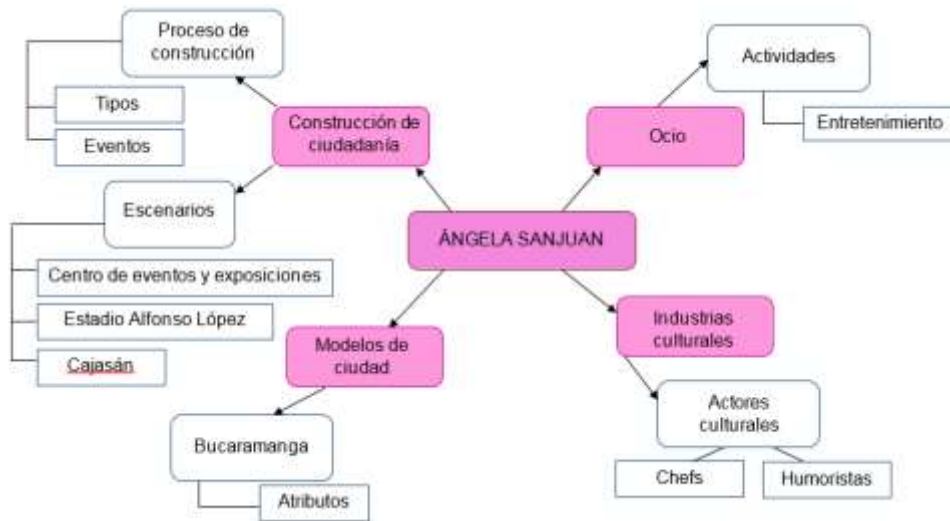 Proceso de
construcción
Tipos
Eventos
Construcción de
ciudadanía
Escenarios
Centro de eventos y exposiciones
Estadio Alfonso López
Cajasán
Modelos de
ciudad
Bucaramanga
Atributos
ÁNGELA SANJUAN
Ocio
Actividades
Entretenimiento
Industrias
culturales
Actores
culturales
Chefs
Humoristas